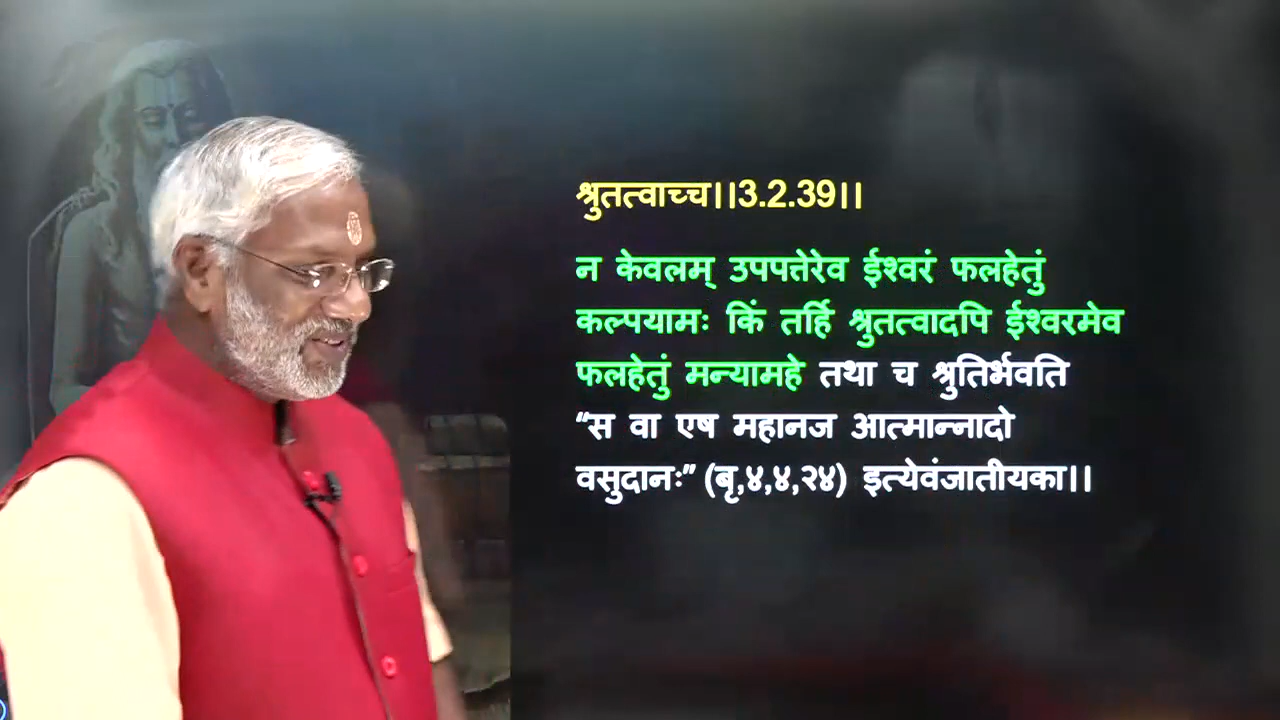 श्रुतत्वाच्च।।3.2.39।।
न केवलम् उपपत्तेरेव ईश्वरं फलहेतुं
कल्पयामः किं तर्हि श्रुतत्वादपि ईश्वरमेव
फलहेतुं मन्यामहे तथा च श्रुतिर्भवति
“स वा एष महानज आत्मान्नादो
वसुदानः” (बृ,४,४,२४) इत्येवंजातीयका।।